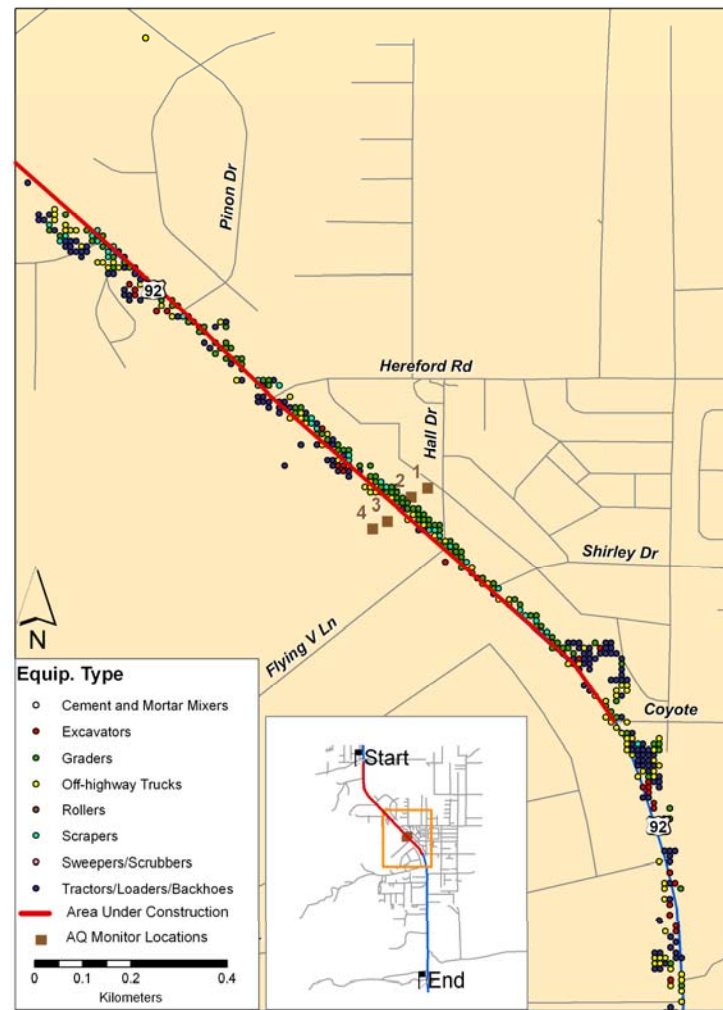 Pinon Dr
92
Hereford Rd
Hall Dr
1
2
3
4
Shirley Dr
N
Flying V Ln
Coyote
92
Equip. Type
Cement and Mortar Mixers
Excavators
Graders
Off-highway Trucks
Rollers
Scrapers
Sweepers/Scrubbers
Tractors/Loaders/Backhoes
Area Under Construction
AQ Monitor Locations
0 0.1 0.2 0.4
Kilometers
Start
End